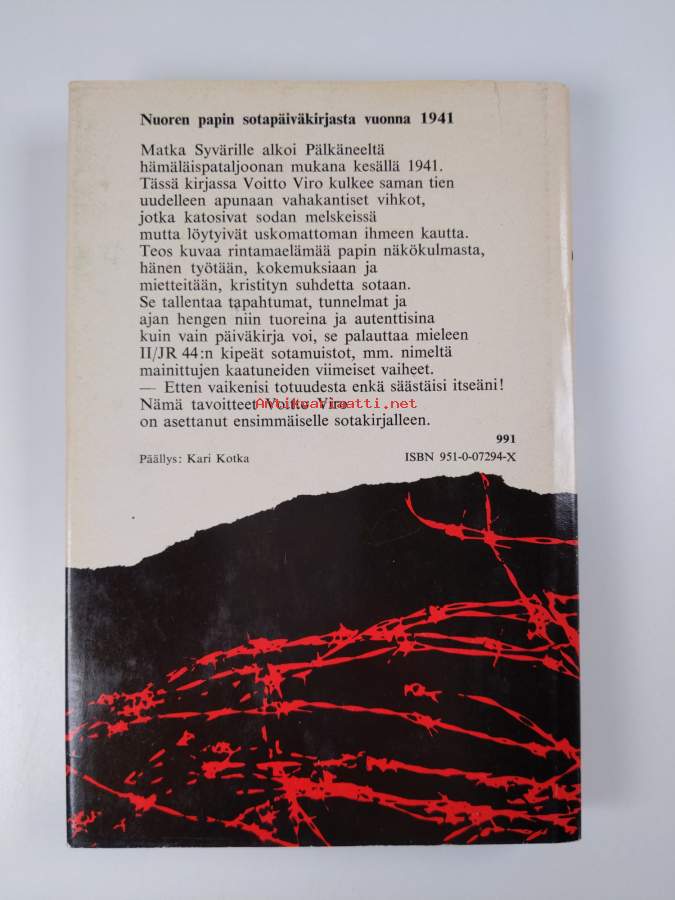 Nuoren papin sotapäiväkirjasta vuonna 1941
Matka Syvärille alkoi Pälkäneeltä
hämäläispataljoonan mukana kesällä 1941.
Tässä kirjassa Voitto Viro kulkee saman tien
uudelleen apunaan vahakantiset vihkot,
jotka katosivat sodan melskeissä
mutta löytyivät uskomattoman ihmeen kautta.
Teos kuvaa rintamaelämää papin näkökulmasta,
hänen työtään, kokemuksiaan ja
mietteitään, kristityn suhdetta sotaan.
Se tallentaa tapahtumat, tunnelmat ja
ajan hengen niin tuoreina ja autenttisina
kuin vain päiväkirja voi, se palauttaa mieleen
II/JR 44:n kipeät sotamuistot, mm. nimeltä
mainittujen kaatuneiden viimeiset vaiheet.
— Etten vaikenisi totuudesta enkä säästäisi itseäni!
Nämä tavoitteet Voitto Viro
Antikvariaatti.net
on asettanut ensimmäiselle sotakirjalleen.
991
Päällys: Kari Kotka ISBN 951-0-07294-X